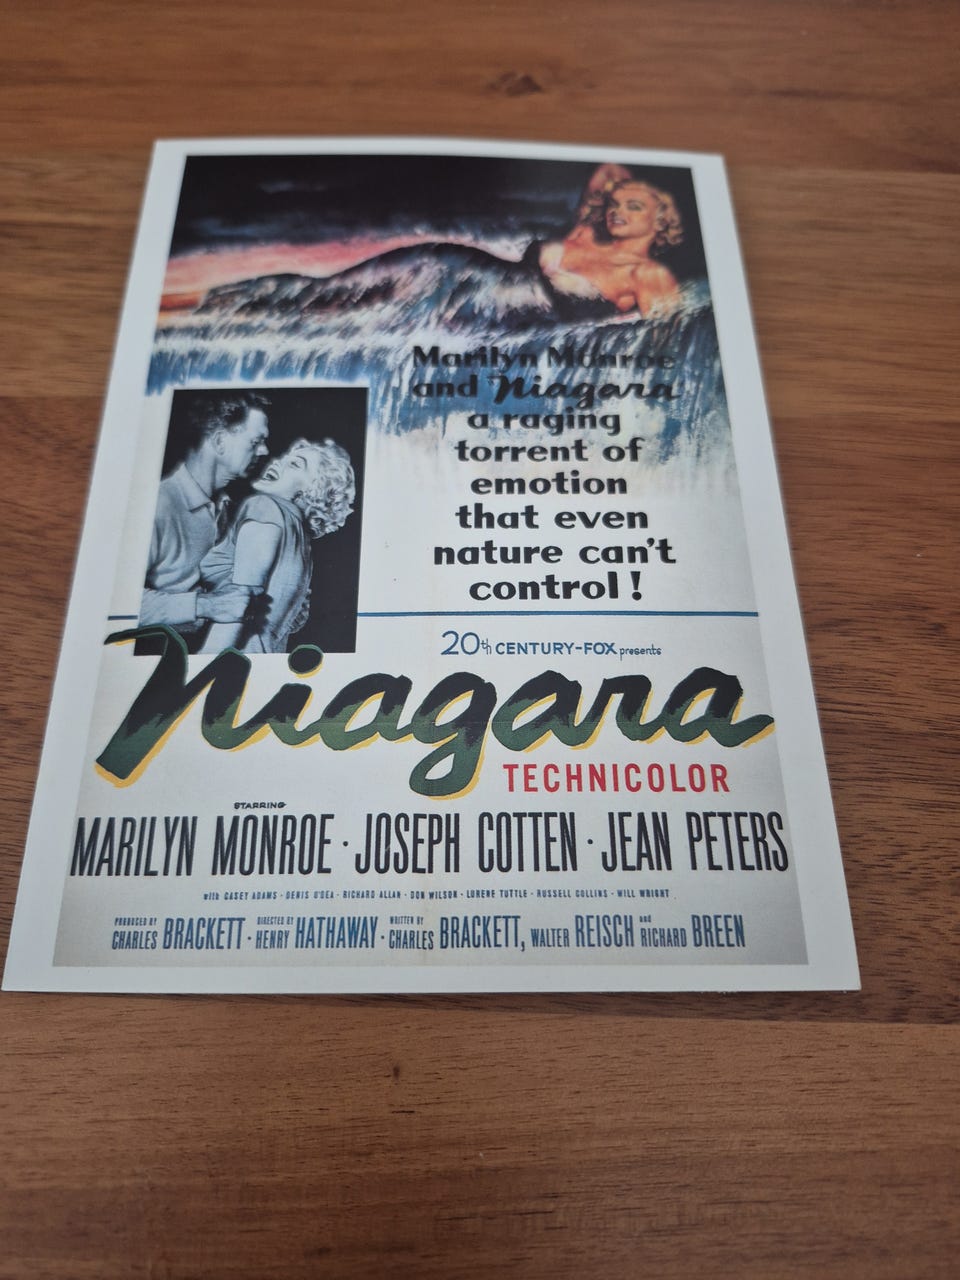 Marilyn Monroe
and Niagara
a raging
torrent of
emotion
that even
nature can't
control!
20th CENTURY-FOX presents
Niagara
TECHNICOLOR
STARRING
MARILYN MONROE · JOSEPH COTTEN · JEAN PETERS
with CASEY ADAMS · DENIS O'DEA · RICHARD ALLAN · DON WILSON · LURENE TUTTLE · RUSSELL COLLINS · WILL WRIGHT
PRODUCED BY CHARLES BRACKETT · DIRECTED BY HENRY HATHAWAY · WRITTEN BY CHARLES BRACKETT, WALTER REISCH and RICHARD BREEN